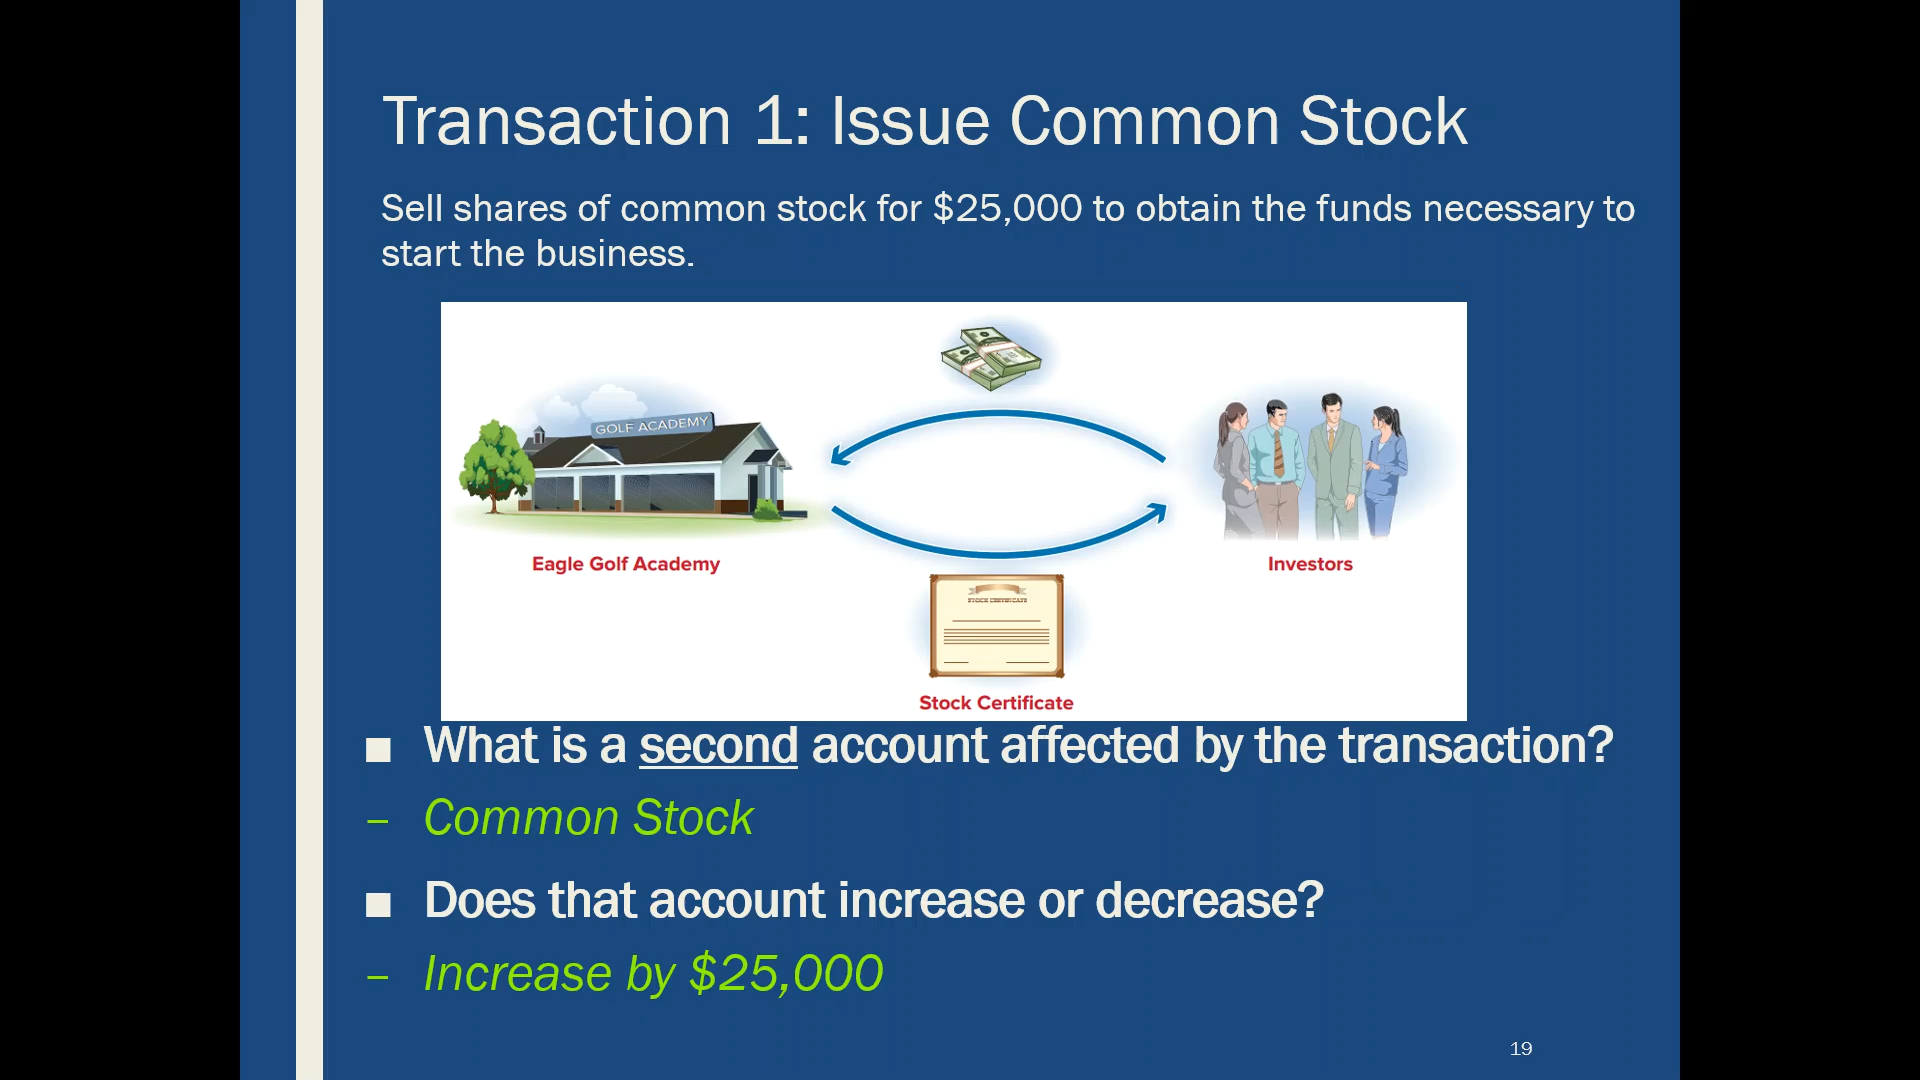 Transaction 1: Issue Common Stock
Sell shares of common stock for $25,000 to obtain the funds necessary to
start the business.
GOLF ACADEMY
Eagle Golf Academy
Investors
STOCK CERTIFICATE
Stock Certificate
■ What is a second account affected by the transaction?
– Common Stock
■ Does that account increase or decrease?
– Increase by $25,000
19